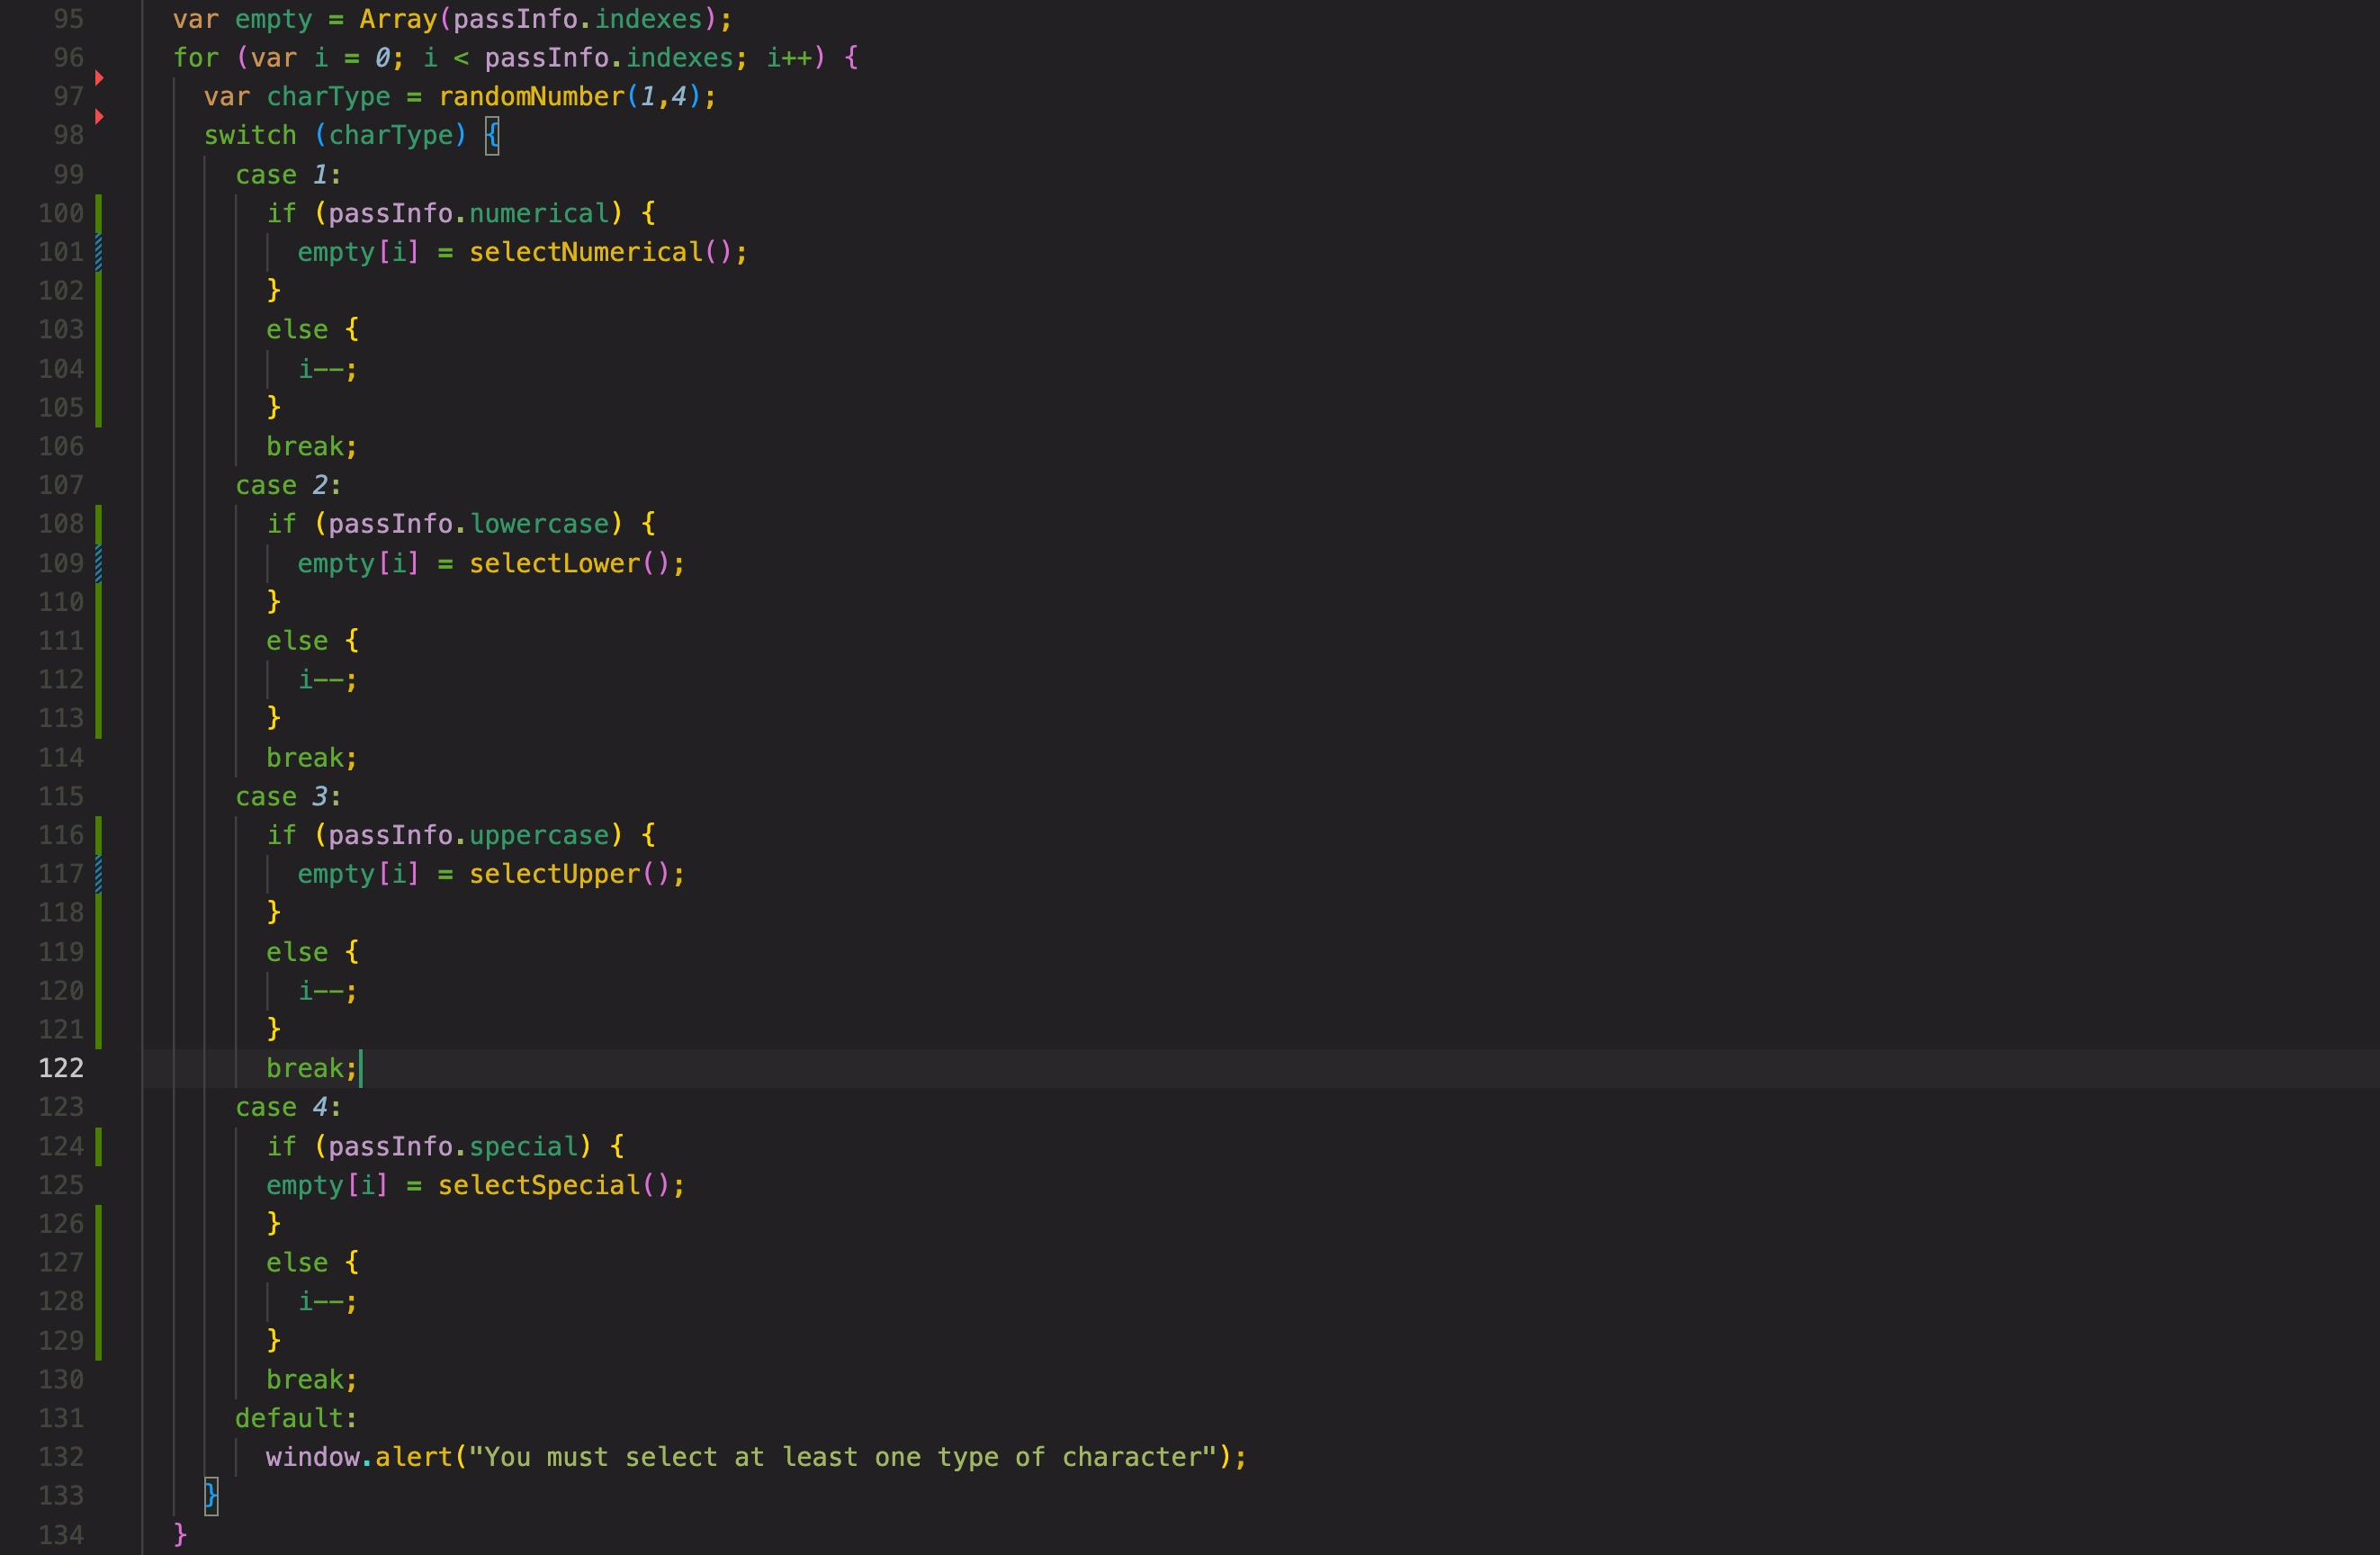 95 var empty = Array(passInfo.indexes);
96 for (var i = 0; i < passInfo.indexes; i++) {
97 var charType = randomNumber(1,4);
98 switch (charType) {
99 case 1:
100 if (passInfo.numerical) {
101 empty[i] = selectNumerical();
102 }
103 else {
104 i--;
105 }
106 break;
107 case 2:
108 if (passInfo.lowercase) {
109 empty[i] = selectLower();
110 }
111 else {
112 i--;
113 }
114 break;
115 case 3:
116 if (passInfo.uppercase) {
117 empty[i] = selectUpper();
118 }
119 else {
120 i--;
121 }
122 break;
123 case 4:
124 if (passInfo.special) {
125 empty[i] = selectSpecial();
126 }
127 else {
128 i--;
129 }
130 break;
131 default:
132 window.alert("You must select at least one type of character");
133 }
134 }